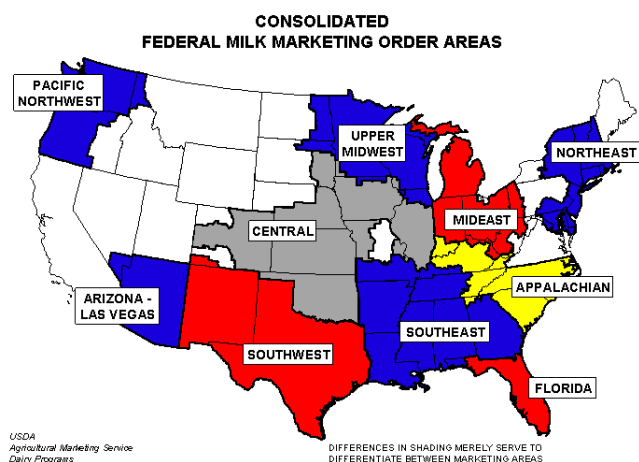 CONSOLIDATED
FEDERAL MILK MARKETING ORDER AREAS
PACIFIC
NORTHWEST
UPPER
MIDWEST
NORTHEAST
MIDEAST
CENTRAL
APPALACHIAN
ARIZONA -
LAS VEGAS
SOUTHEAST
SOUTHWEST
FLORIDA
USDA
Agricultural Marketing Service
Dairy Programs
DIFFERENCES IN SHADING MERELY SERVE TO
DIFFERENTIATE BETWEEN MARKETING AREAS